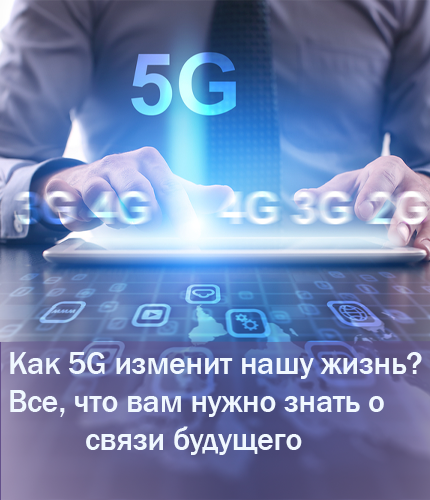 5G
3G 4G 4G 3G 2G
Как 5G изменит нашу жизнь?
Все, что вам нужно знать о
связи будущего